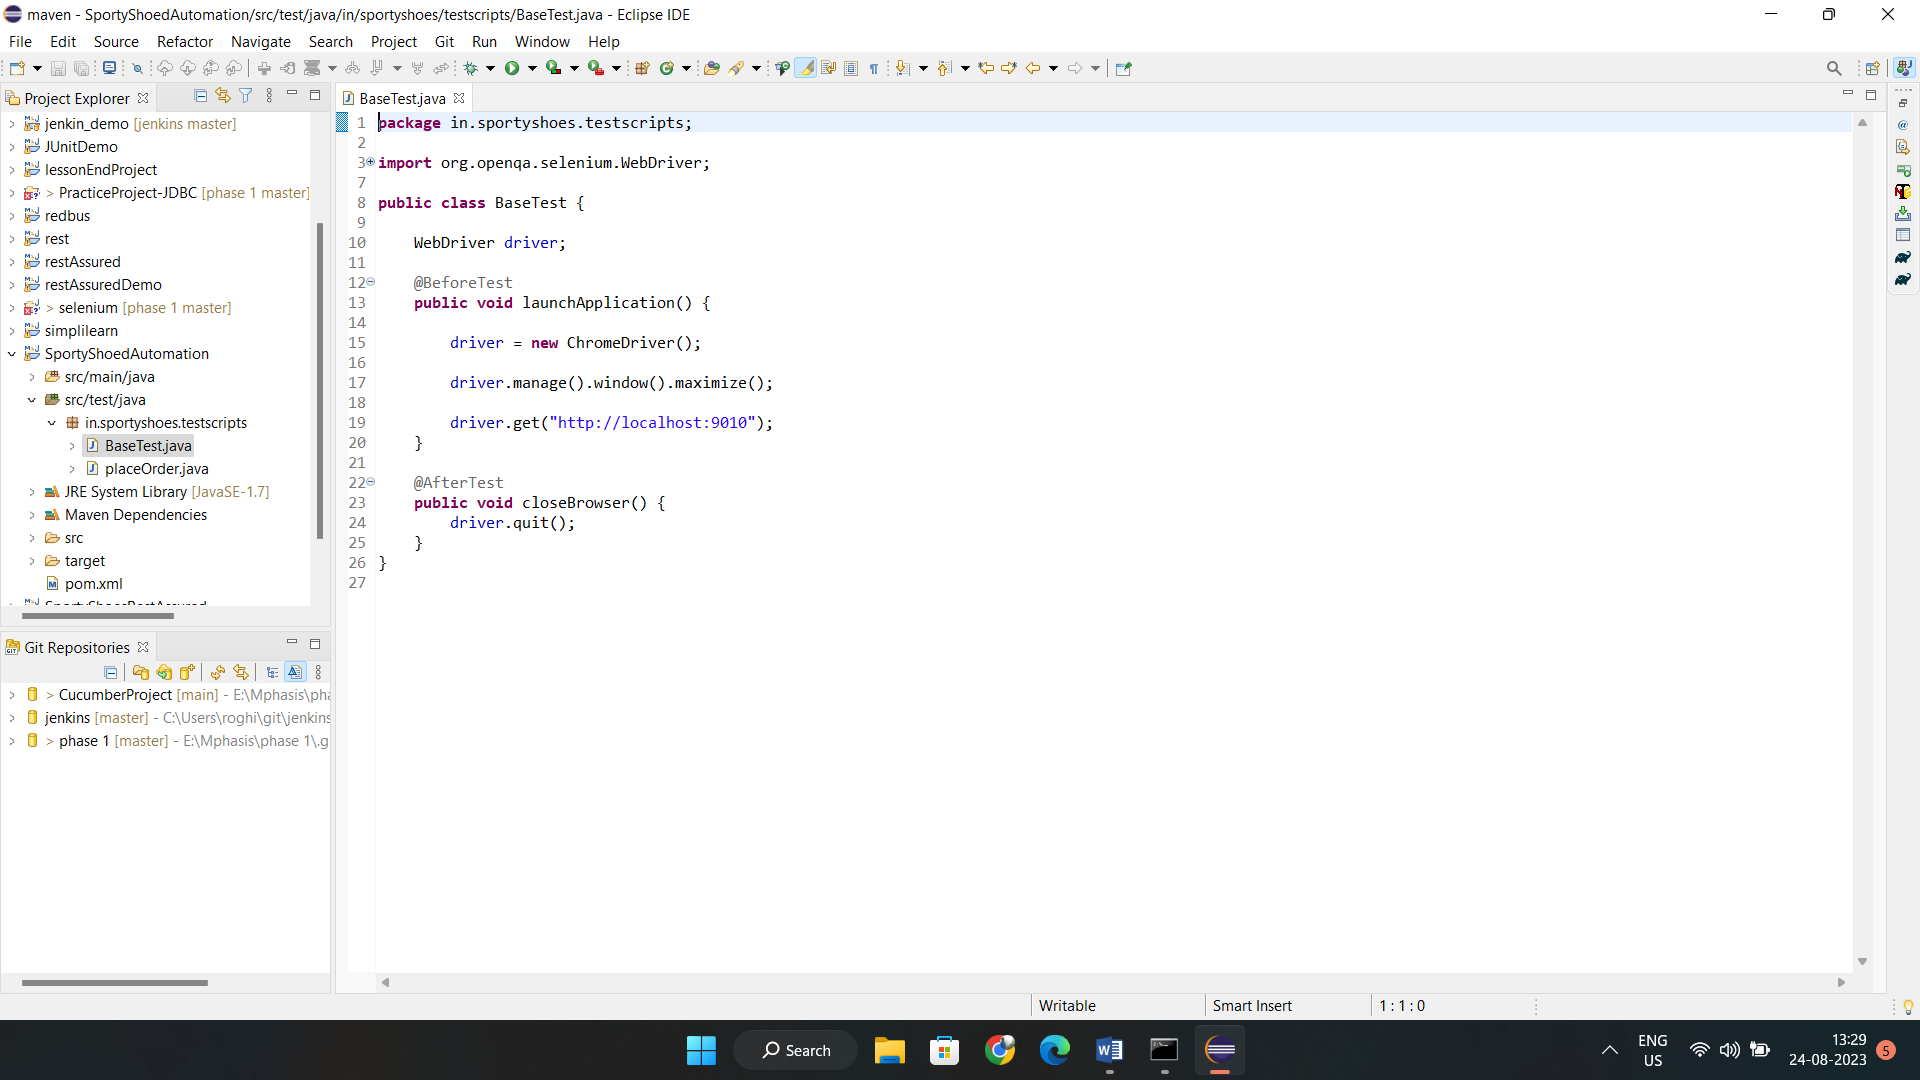 maven - SportyShoedAutomation/src/test/java/in/sportyshoes/testscripts/BaseTest.java - Eclipse IDE
File Edit Source Refactor Navigate Search Project Git Run Window Help
Project Explorer
jenkin_demo [jenkins master]
JUnitDemo
lessonEndProject
> PracticeProject-JDBC [phase 1 master]
redbus
rest
restAssured
restAssuredDemo
> selenium [phase 1 master]
simplilearn
SportyShoedAutomation
src/main/java
src/test/java
in.sportyshoes.testscripts
BaseTest.java
placeOrder.java
JRE System Library [JavaSE-1.7]
Maven Dependencies
src
target
pom.xml
Git Repositories
> CucumberProject [main] - E:\Mphasis\pha
jenkins [master] - C:\Users\roghi\git\jenkins
> phase 1 [master] - E:\Mphasis\phase 1\.g
BaseTest.java
1 package in.sportyshoes.testscripts;
2
3 import org.openqa.selenium.WebDriver;
7
8 public class BaseTest {
9
10 WebDriver driver;
11
12 @BeforeTest
13 public void launchApplication() {
14
15 driver = new ChromeDriver();
16
17 driver.manage().window().maximize();
18
19 driver.get("http://localhost:9010");
20 }
21
22 @AfterTest
23 public void closeBrowser() {
24 driver.quit();
25 }
26 }
27
Writable Smart Insert 1 : 1 : 0
Search
ENG
US
13:29
24-08-2023
5